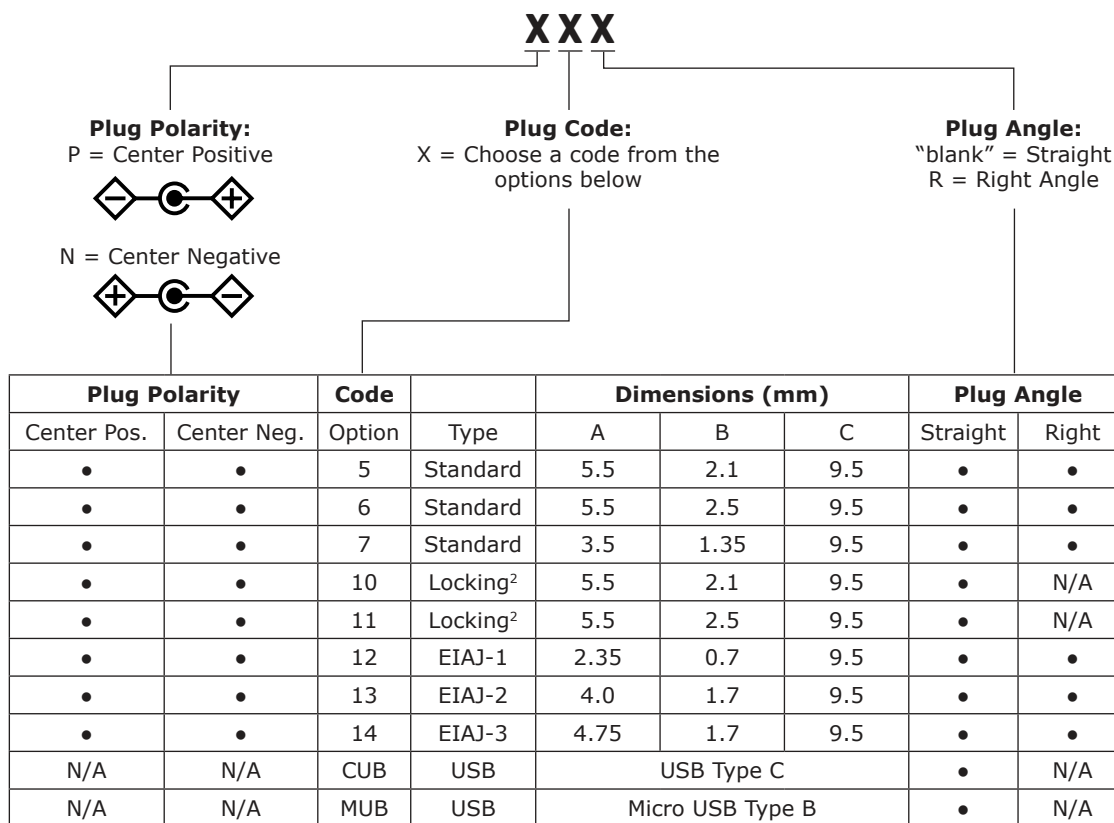 XXX
Plug Polarity:
P = Center Positive
N = Center Negative
Plug Code:
X = Choose a code from the
options below
Plug Angle:
“blank” = Straight
R = Right Angle
Plug Polarity Code Dimensions (mm) Plug Angle
Center Pos. Center Neg. Option Type A B C Straight Right
● ● 5 Standard 5.5 2.1 9.5 ● ●
● ● 6 Standard 5.5 2.5 9.5 ● ●
● ● 7 Standard 3.5 1.35 9.5 ● ●
● ● 10 Locking² 5.5 2.1 9.5 ● N/A
● ● 11 Locking² 5.5 2.5 9.5 ● N/A
● ● 12 EIAJ-1 2.35 0.7 9.5 ● ●
● ● 13 EIAJ-2 4.0 1.7 9.5 ● ●
● ● 14 EIAJ-3 4.75 1.7 9.5 ● ●
N/A N/A CUB USB USB Type C ● N/A
N/A N/A MUB USB Micro USB Type B ● N/A